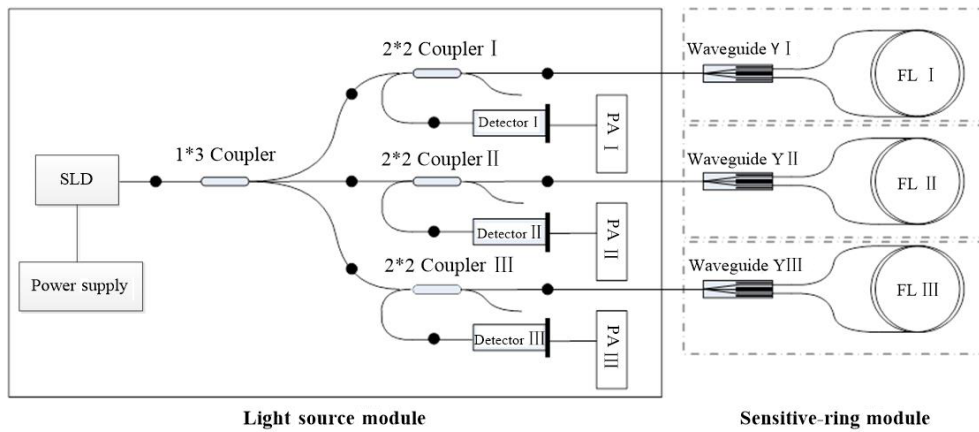 2*2 Coupler Ⅰ
Waveguide Y Ⅰ
FL Ⅰ
Detector Ⅰ
PA Ⅰ
1*3 Coupler
2*2 Coupler Ⅱ
Waveguide Y Ⅱ
SLD
FL Ⅱ
Detector Ⅱ
PA Ⅱ
Power supply
2*2 Coupler Ⅲ
Waveguide YⅢ
FL Ⅲ
Detector Ⅲ
PA Ⅲ
Light source module
Sensitive-ring module